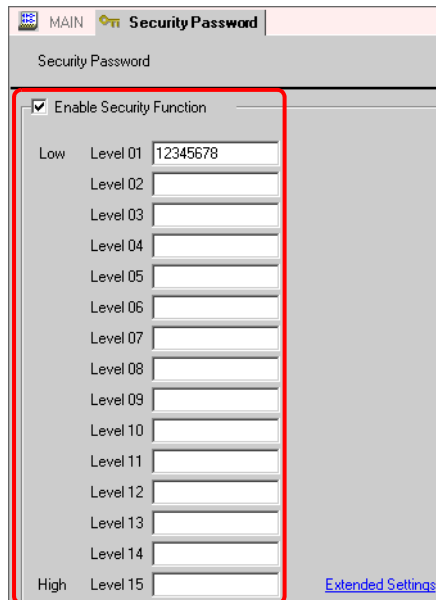 MAIN Security Password
Security Password
Enable Security Function
Low Level 01 12345678
Level 02
Level 03
Level 04
Level 05
Level 06
Level 07
Level 08
Level 09
Level 10
Level 11
Level 12
Level 13
Level 14
High Level 15 Extended Settings